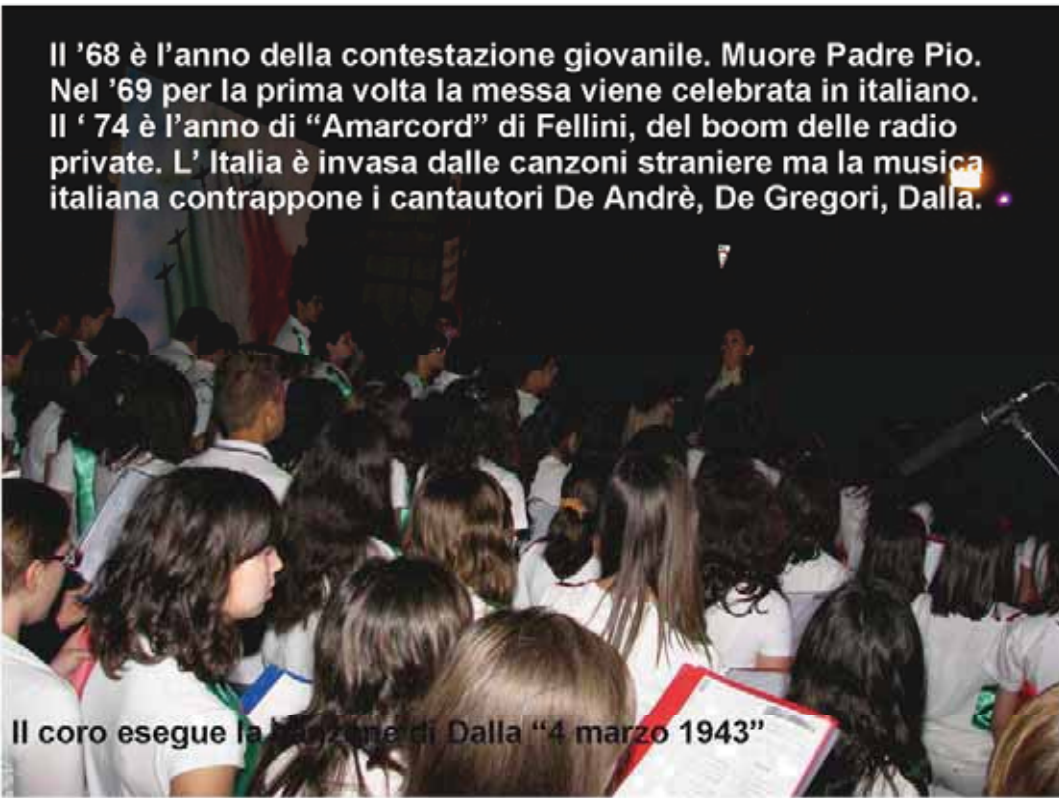 Il ’68 è l’anno della contestazione giovanile. Muore Padre Pio.
Nel ’69 per la prima volta la messa viene celebrata in italiano.
Il ‘ 74 è l’anno di “Amarcord” di Fellini, del boom delle radio
private. L’ Italia è invasa dalle canzoni straniere ma la musica
italiana contrappone i cantautori De Andrè, De Gregori, Dalla.
Il coro esegue la canzone di Dalla “4 marzo 1943”